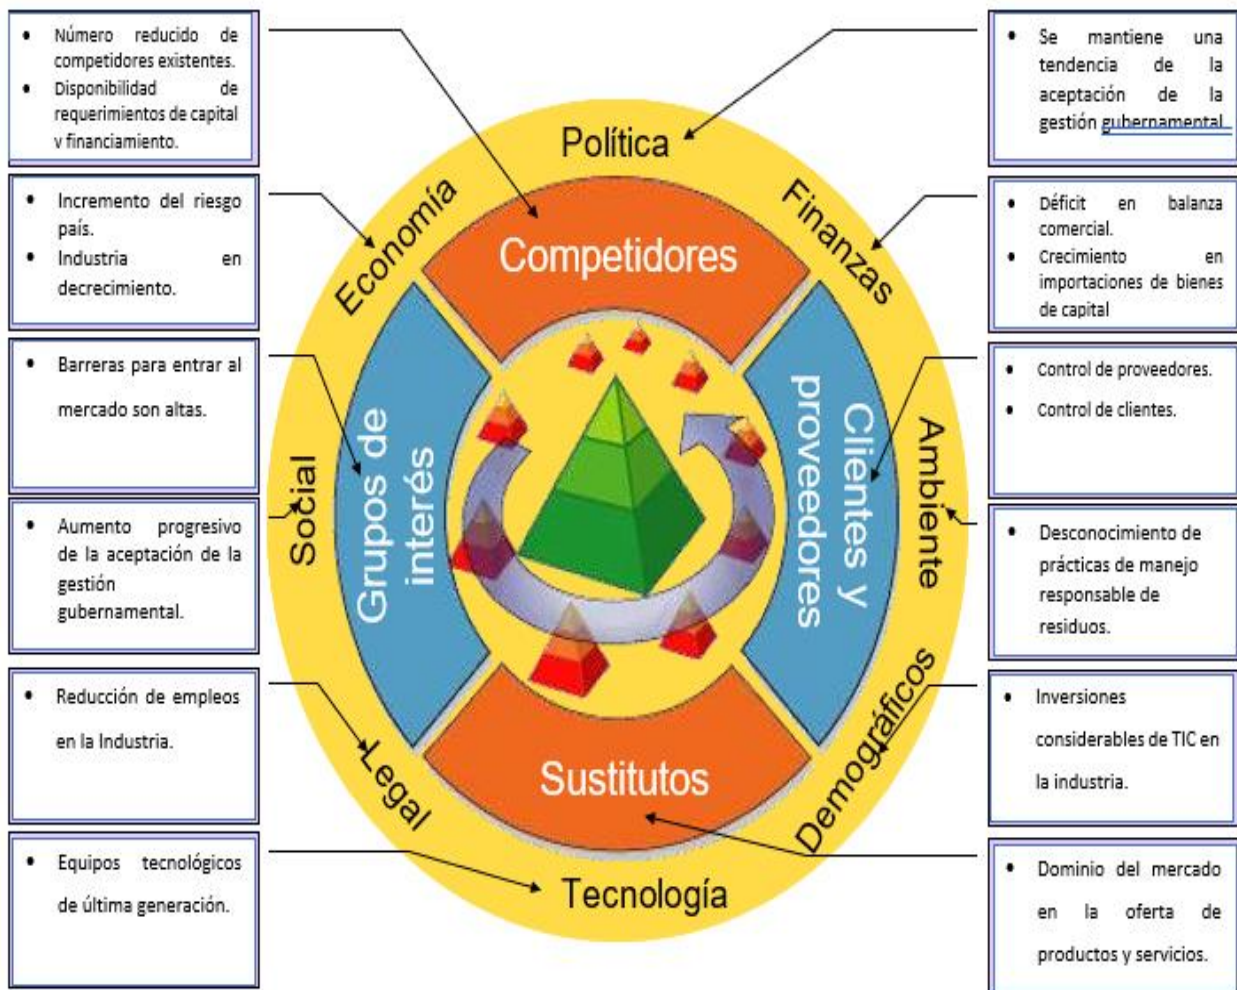 • Número reducido de
competidores existentes.
• Disponibilidad de
requerimientos de capital
y financiamiento.
• Incremento del riesgo
país.
• Industria en
decrecimiento.
• Barreras para entrar al
mercado son altas.
• Aumento progresivo
de la aceptación de la
gestión
gubernamental.
• Reducción de empleos
en la Industria.
• Equipos tecnológicos
de última generación.
Política
Economía
Finanzas
Competidores
Social
Grupos de
interés
Clientes y
proveedores
Ambiente
Legal
Sustitutos
Demográficos
Tecnología
• Se mantiene una
tendencia de la
aceptación de la
gestión gubernamental
• Déficit en balanza
comercial.
• Crecimiento en
importaciones de bienes
de capital
• Control de proveedores.
• Control de clientes.
• Desconocimiento de
prácticas de manejo
responsable de
residuos.
• Inversiones
considerables de TIC en
la industria.
• Dominio del mercado
en la oferta de
productos y servicios.